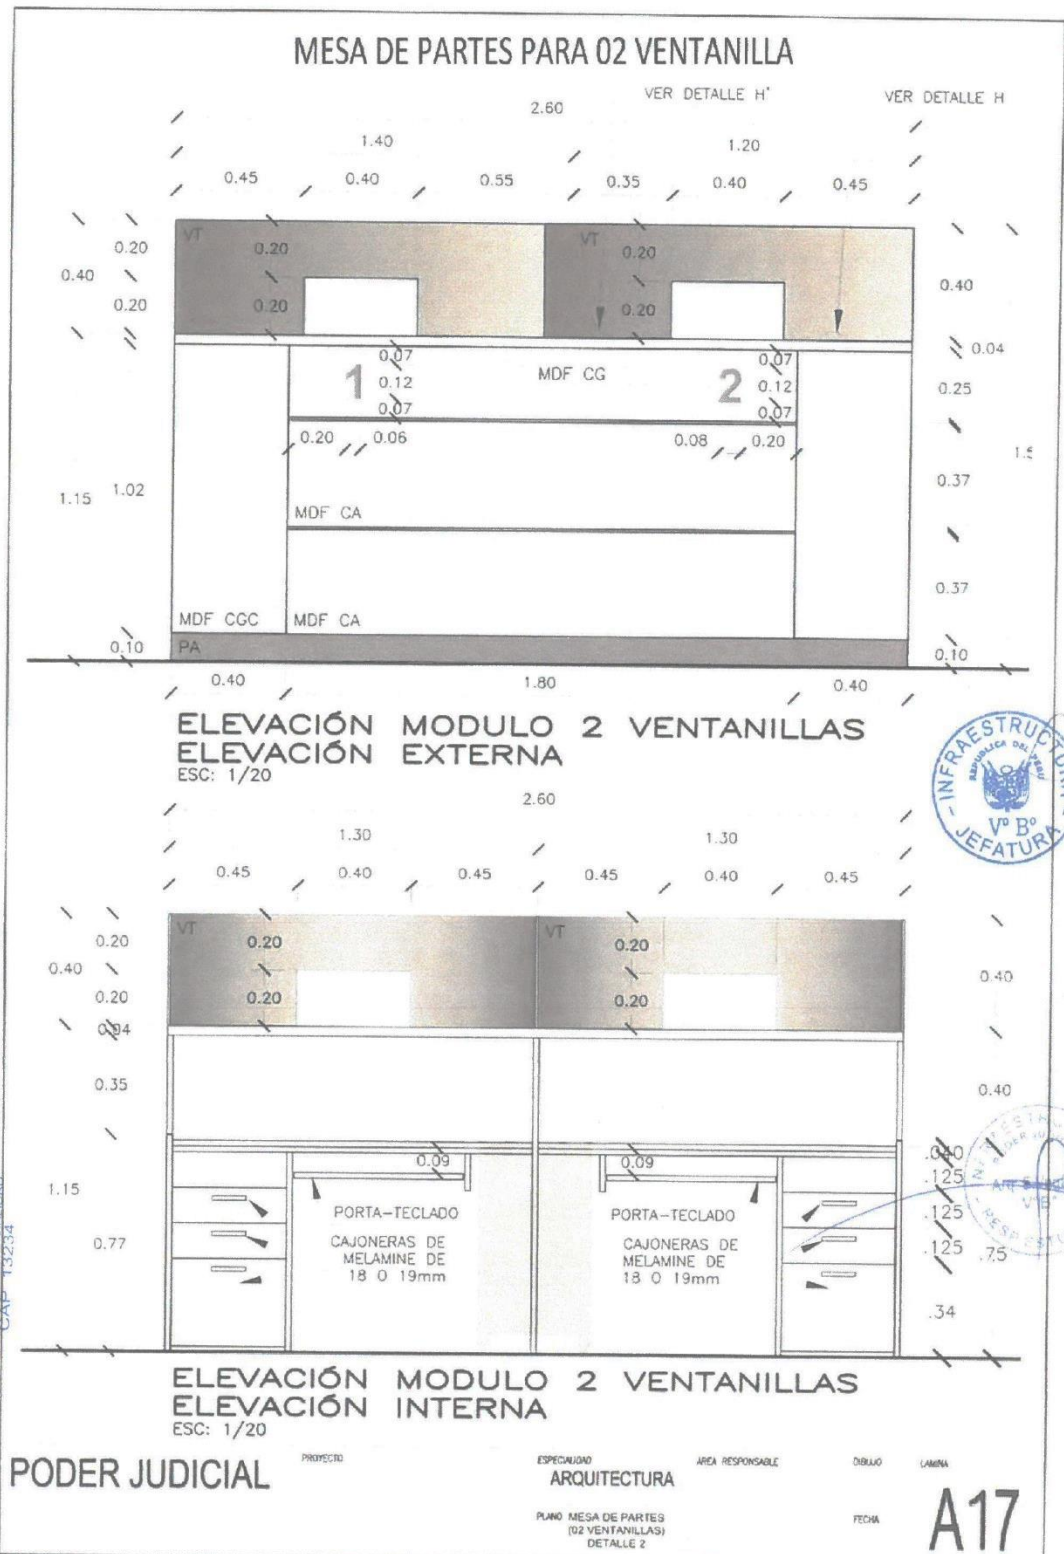 MESA DE PARTES PARA 02 VENTANILLA
VER DETALLE H'
VER DETALLE H
2.60
1.40
1.20
0.45
0.40
0.55
0.35
0.40
0.45
VT
VT
0.20
0.20
0.20
0.40
0.20
0.20
0.20
0.40
0.04
0.07
0.12
0.07
1
MDF CG
2
0.07
0.12
0.07
0.25
0.20
0.06
0.08
0.20
1.15
1.02
0.37
MDF CA
0.37
MDF CGC
MDF CA
0.10
PA
0.10
0.40
1.80
0.40
ELEVACIÓN MODULO 2 VENTANILLAS
ELEVACIÓN EXTERNA
ESC: 1/20
INFRAESTRUCTURA
REPUBLICA DEL PERU
Vº Bº
JEFATURA
2.60
1.30
1.30
0.45
0.40
0.45
0.45
0.40
0.45
VT
VT
0.20
0.20
0.20
0.40
0.20
0.20
0.20
0.40
0.04
0.35
0.40
0.09
0.09
1.15
0.77
PORTA-TECLADO
CAJONERAS DE
MELAMINE DE
18 O 19mm
PORTA-TECLADO
CAJONERAS DE
MELAMINE DE
18 O 19mm
.125
.125
.125
.75
.34
CAP 13234
ELEVACIÓN MODULO 2 VENTANILLAS
ELEVACIÓN INTERNA
ESC: 1/20
PODER JUDICIAL
PROYECTO
ESPECIALIDAD
ARQUITECTURA
AREA RESPONSABLE
DIBUJO
LAMINA
PLANO MESA DE PARTES
(02 VENTANILLAS)
DETALLE 2
FECHA
A17